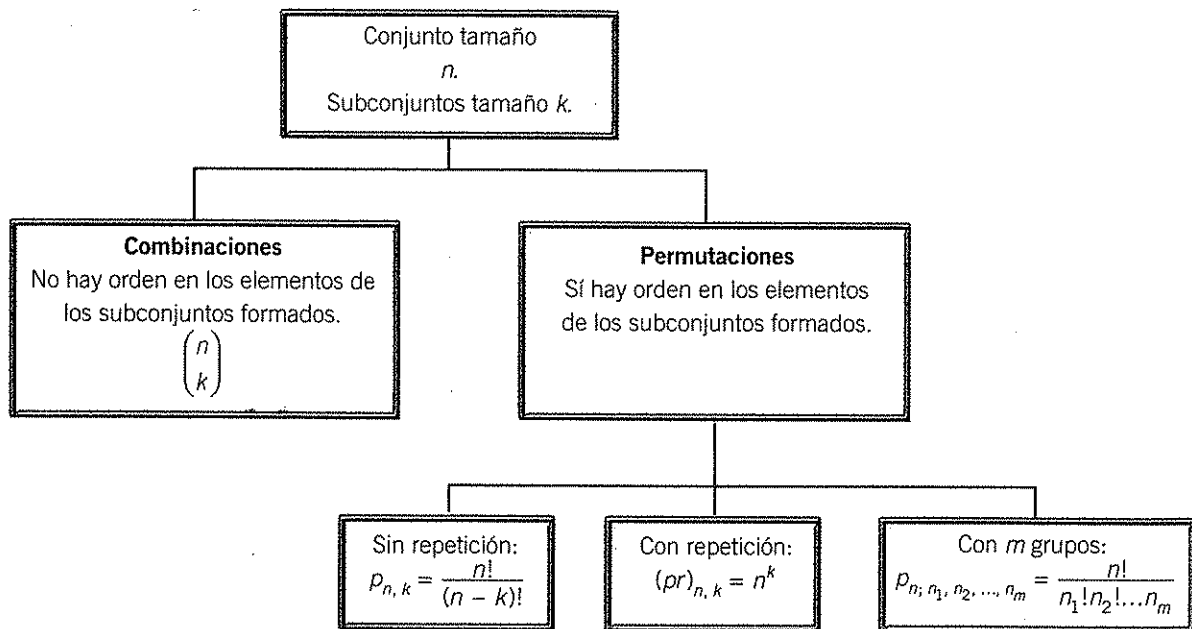 Conjunto tamaño
n.
Subconjuntos tamaño k.
Combinaciones
No hay orden en los elementos de
los subconjuntos formados.
(n
k)
Permutaciones
Sí hay orden en los elementos
de los subconjuntos formados.
Sin repetición:
p_{n, k} = n!/(n – k)!
Con repetición:
(pr)_{n, k} = n^k
Con m grupos:
p_{n; n_1, n_2, ..., n_m} = n!/n_1!n_2!...n_m